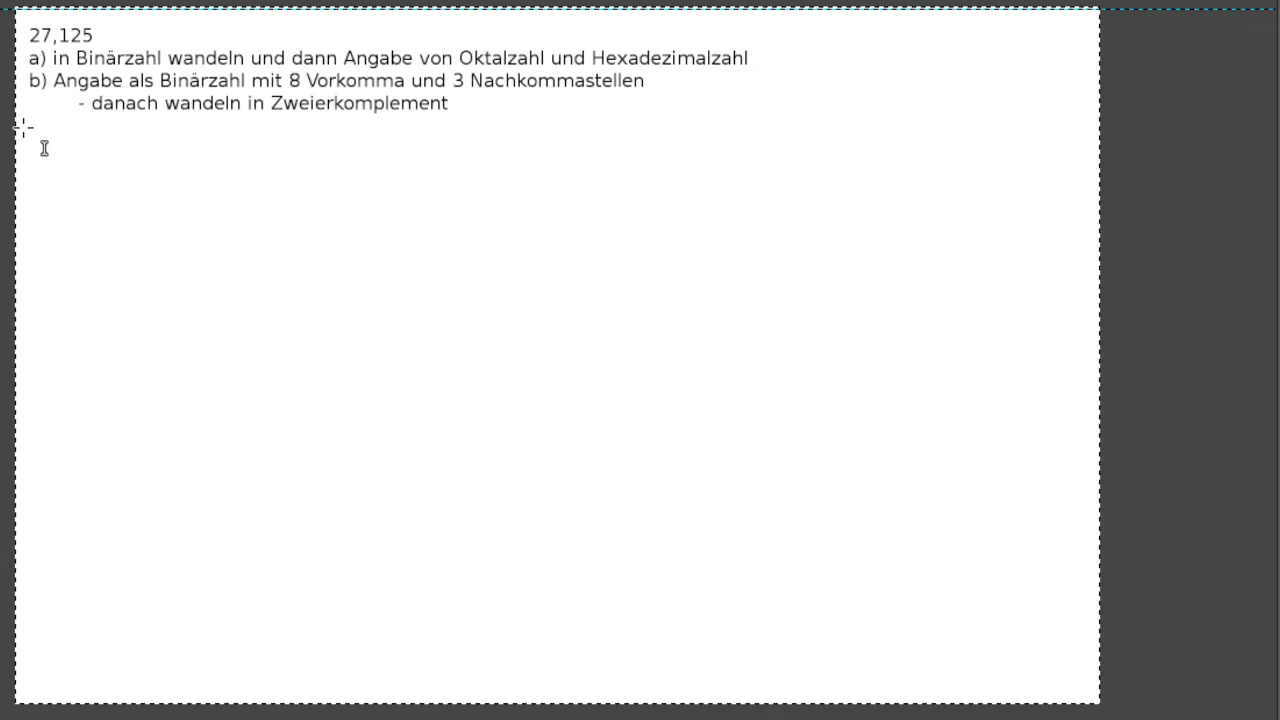 27,125
a) in Binärzahl wandeln und dann Angabe von Oktalzahl und Hexadezimalzahl
b) Angabe als Binärzahl mit 8 Vorkomma und 3 Nachkommastellen
- danach wandeln in Zweierkomplement